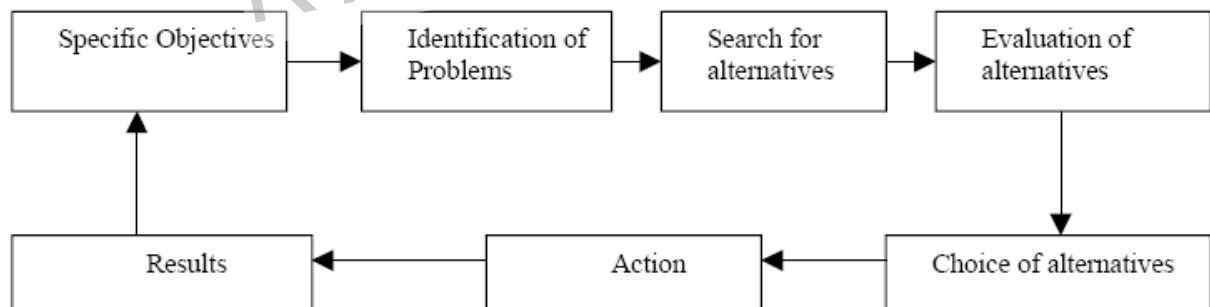 Specific Objectives
Identification of
Problems
Search for
alternatives
Evaluation of
alternatives
Choice of alternatives
Action
Results